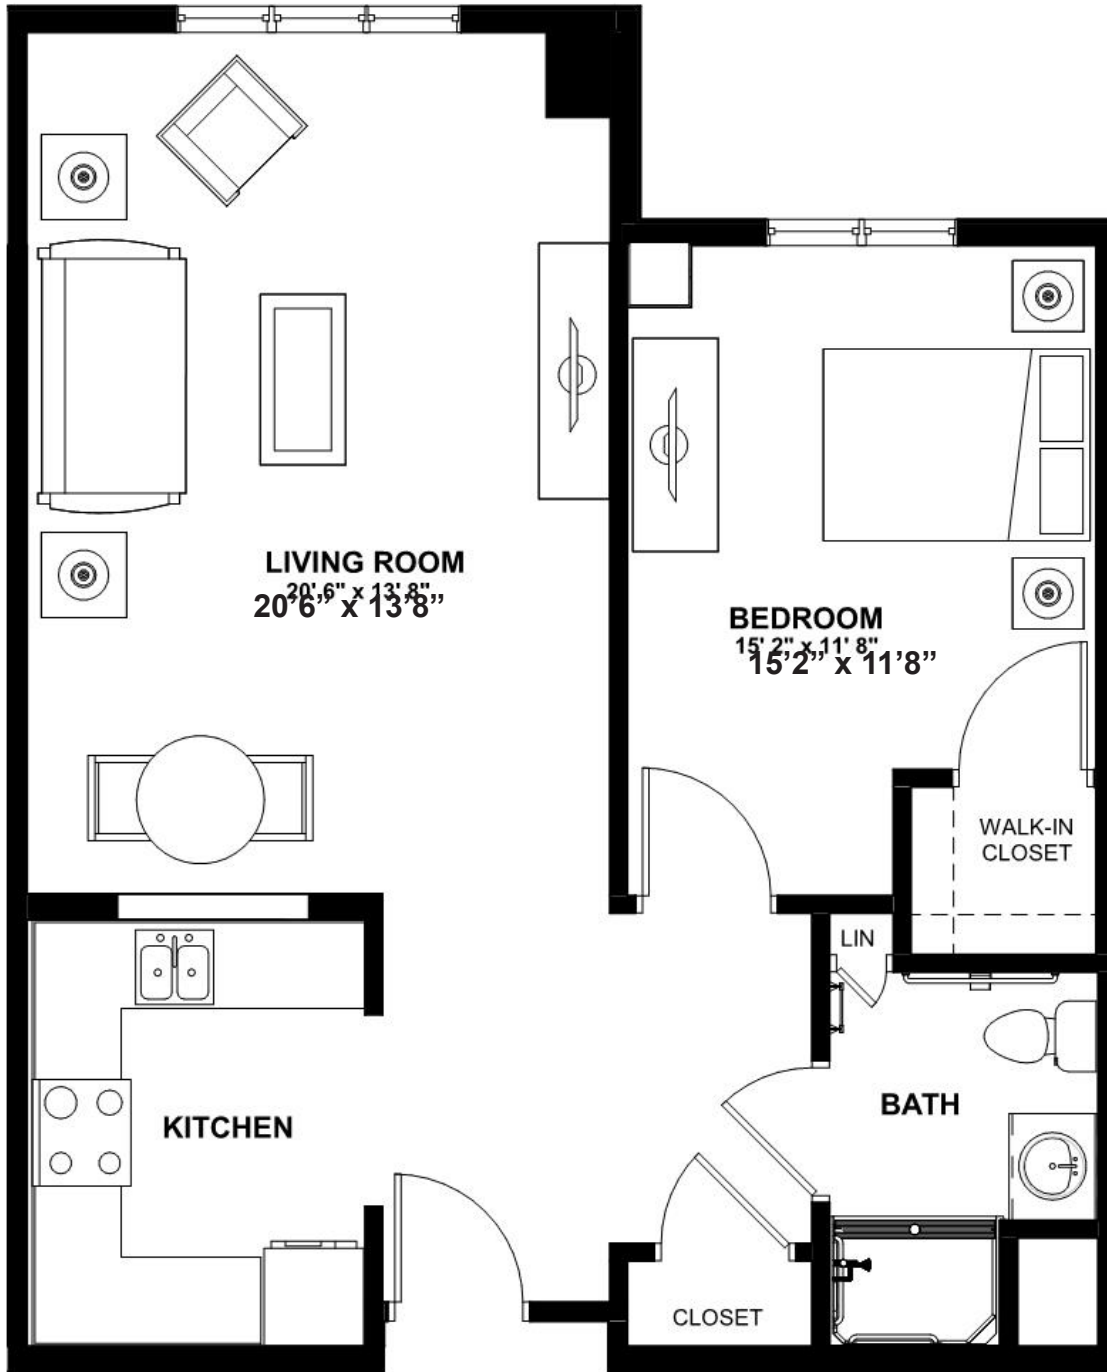 LIVING ROOM
20' 6" x 13' 8"
20’6” x 13’8”
BEDROOM
15' 2" x 11' 8"
15’2” x 11’8”
WALK-IN
CLOSET
LIN
BATH
KITCHEN
CLOSET